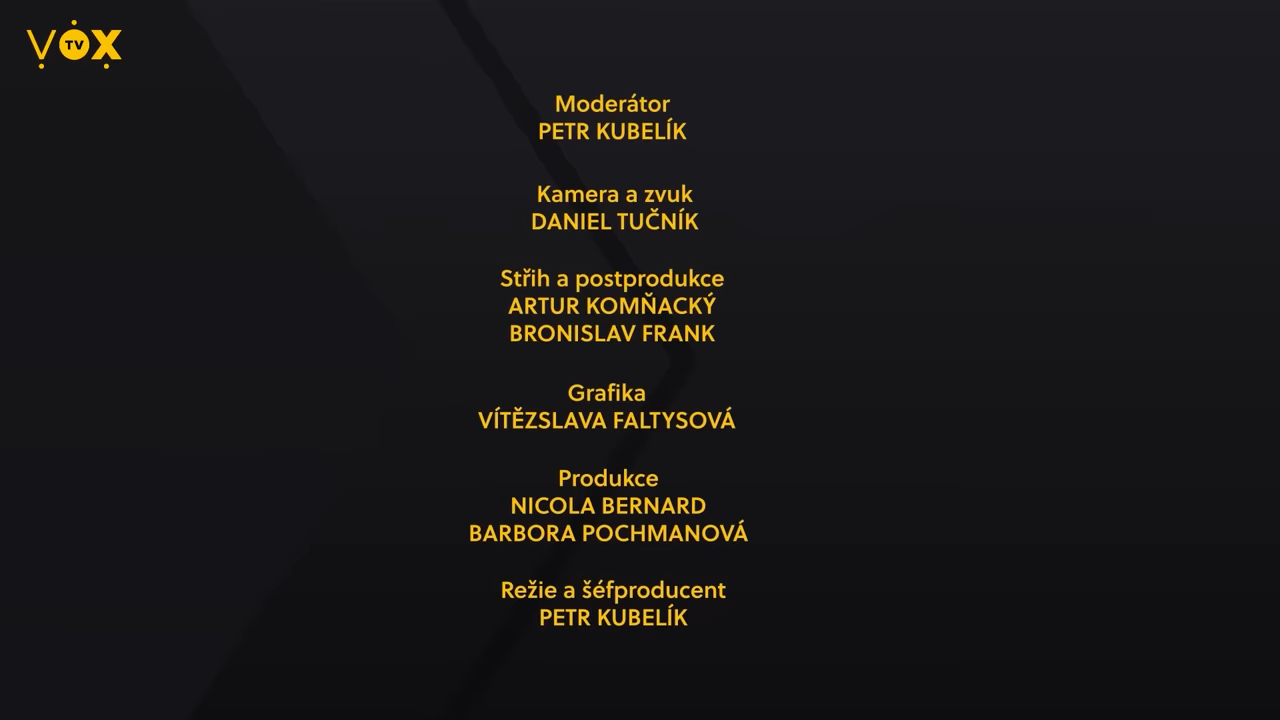 VOX
TV
Moderátor
PETR KUBELÍK
Kamera a zvuk
DANIEL TUČNÍK
Střih a postprodukce
ARTUR KOMŇACKÝ
BRONISLAV FRANK
Grafika
VÍTĚZSLAVA FALTYSOVÁ
Produkce
NICOLA BERNARD
BARBORA POCHMANOVÁ
Režie a šéfproducent
PETR KUBELÍK